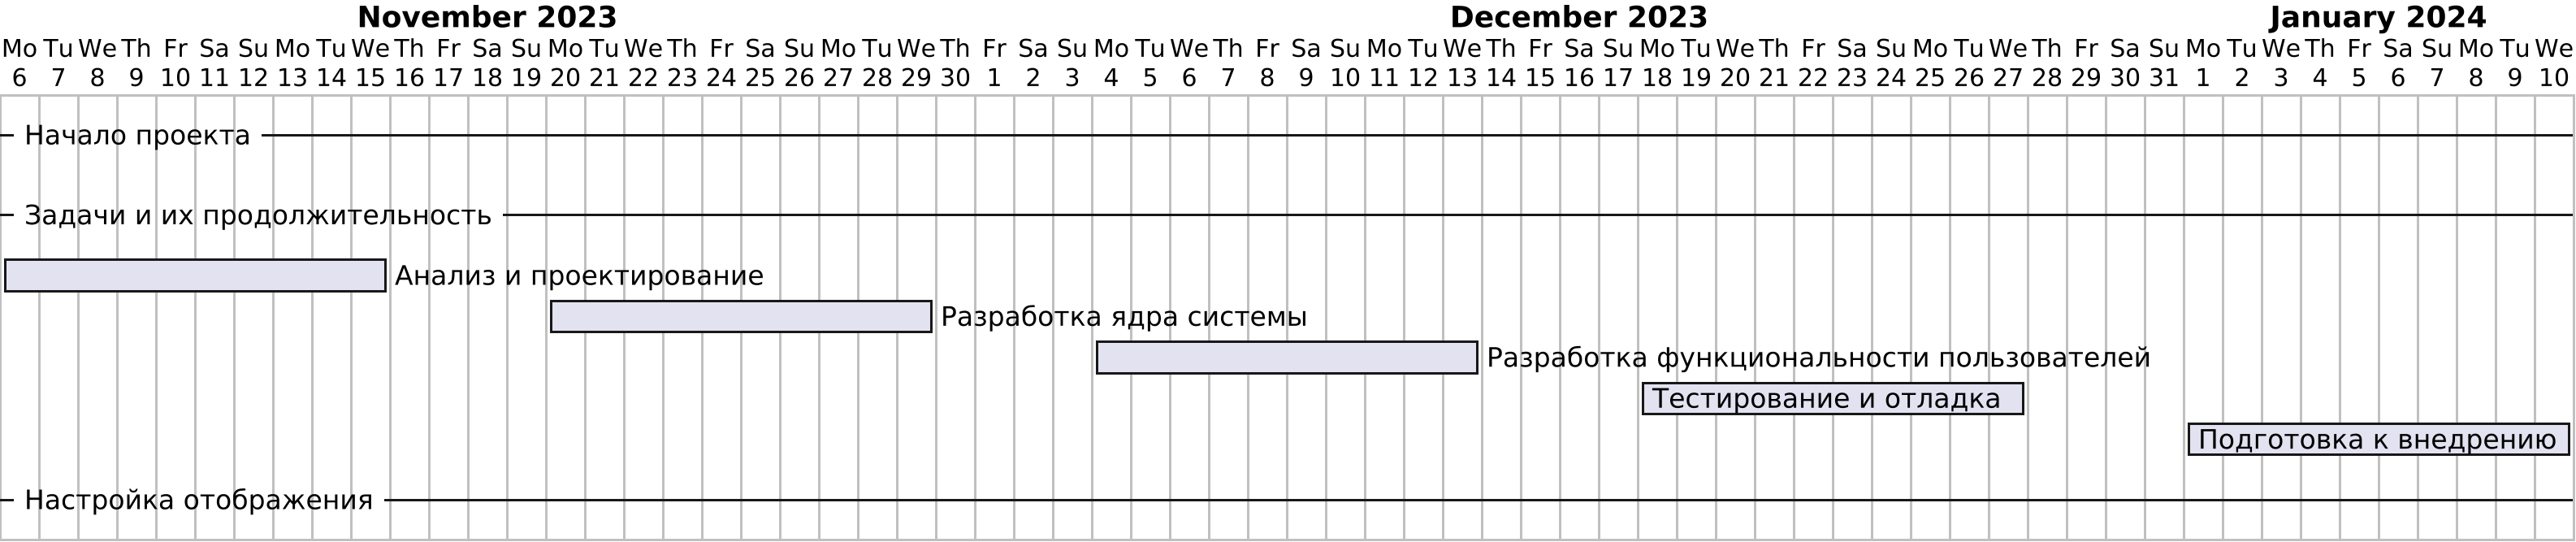 November 2023 December 2023 January 2024
Mo Tu We Th Fr Sa Su Mo Tu We Th Fr Sa Su Mo Tu We Th Fr Sa Su Mo Tu We Th Fr Sa Su Mo Tu We Th Fr Sa Su Mo Tu We Th Fr Sa Su Mo Tu We Th Fr Sa Su Mo Tu We Th Fr Sa Su Mo Tu We Th Fr Sa Su Mo Tu We
6 7 8 9 10 11 12 13 14 15 16 17 18 19 20 21 22 23 24 25 26 27 28 29 30 1 2 3 4 5 6 7 8 9 10 11 12 13 14 15 16 17 18 19 20 21 22 23 24 25 26 27 28 29 30 31 1 2 3 4 5 6 7 8 9 10
Начало проекта
Задачи и их продолжительность
Анализ и проектирование
Разработка ядра системы
Разработка функциональности пользователей
Тестирование и отладка
Подготовка к внедрению
Настройка отображения